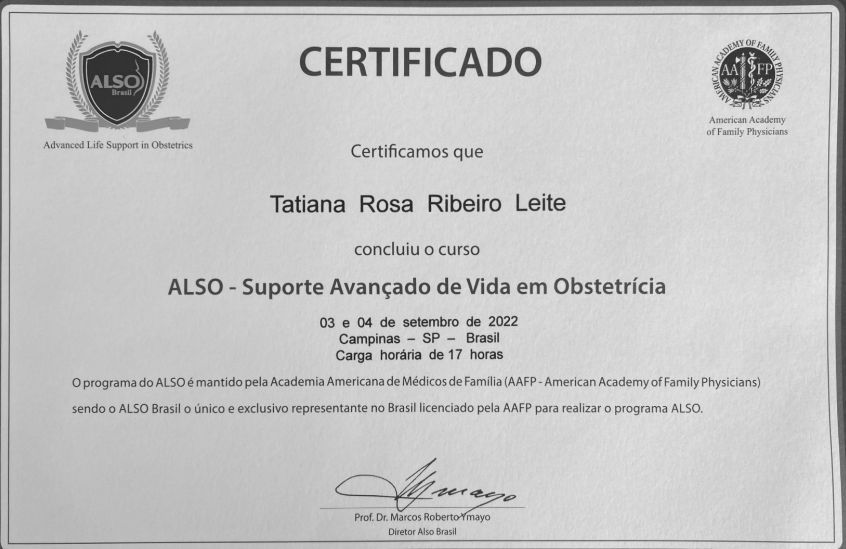 CERTIFICADO
ALSO
Brasil
Advanced Life Support in Obstetrics
AMERICAN ACADEMY OF FAMILY PHYSICIANS
AA FP
American Academy
of Family Physicians
Certificamos que
Tatiana Rosa Ribeiro Leite
concluiu o curso
ALSO - Suporte Avançado de Vida em Obstetrícia
03 e 04 de setembro de 2022
Campinas – SP – Brasil
Carga horária de 17 horas
O programa do ALSO é mantido pela Academia Americana de Médicos de Família (AAFP - American Academy of Family Physicians)
sendo o ALSO Brasil o único e exclusivo representante no Brasil licenciado pela AAFP para realizar o programa ALSO.
Prof. Dr. Marcos Roberto Ymayo
Diretor Also Brasil